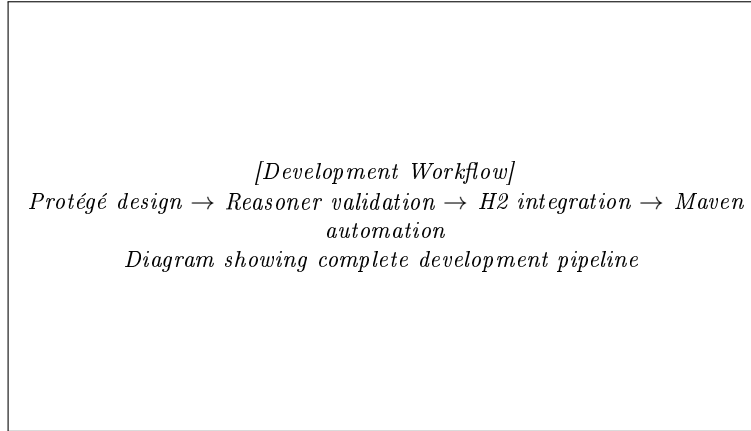 [Development Workflow]
Protégé design → Reasoner validation → H2 integration → Maven
automation
Diagram showing complete development pipeline